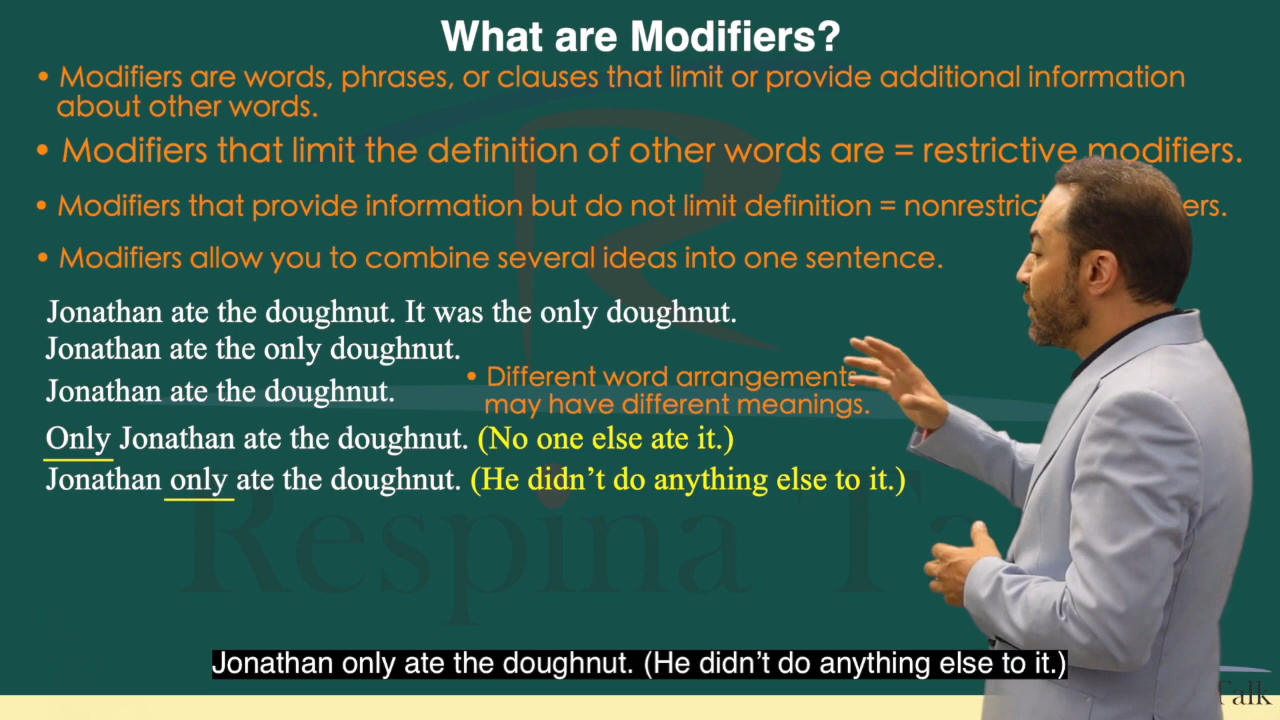 What are Modifiers?
• Modifiers are words, phrases, or clauses that limit or provide additional information
about other words.
• Modifiers that limit the definition of other words are = restrictive modifiers.
• Modifiers that provide information but do not limit definition = nonrestric ers.
• Modifiers allow you to combine several ideas into one sentence.
Jonathan ate the doughnut. It was the only doughnut.
Jonathan ate the only doughnut.
Jonathan ate the doughnut.
• Different word arrangements
may have different meanings.
Only Jonathan ate the doughnut. (No one else ate it.)
Jonathan only ate the doughnut. (He didn’t do anything else to it.)
Respina Ta
Jonathan only ate the doughnut. (He didn’t do anything else to it.)
Talk